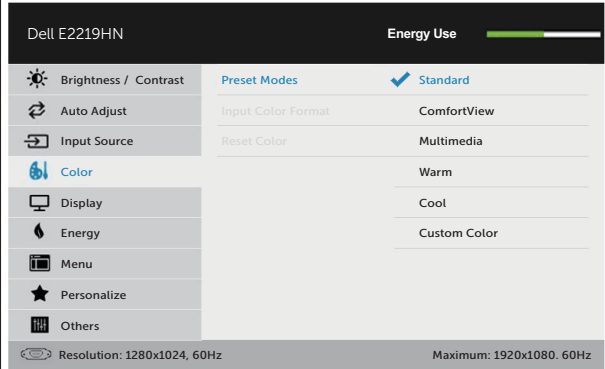 Dell E2219HN Energy Use
Brightness / Contrast Preset Modes Standard
Auto Adjust Input Color Format ComfortView
Input Source Reset Color Multimedia
Color Warm
Display Cool
Energy Custom Color
Menu
Personalize
Others
Resolution: 1280x1024, 60Hz Maximum: 1920x1080. 60Hz